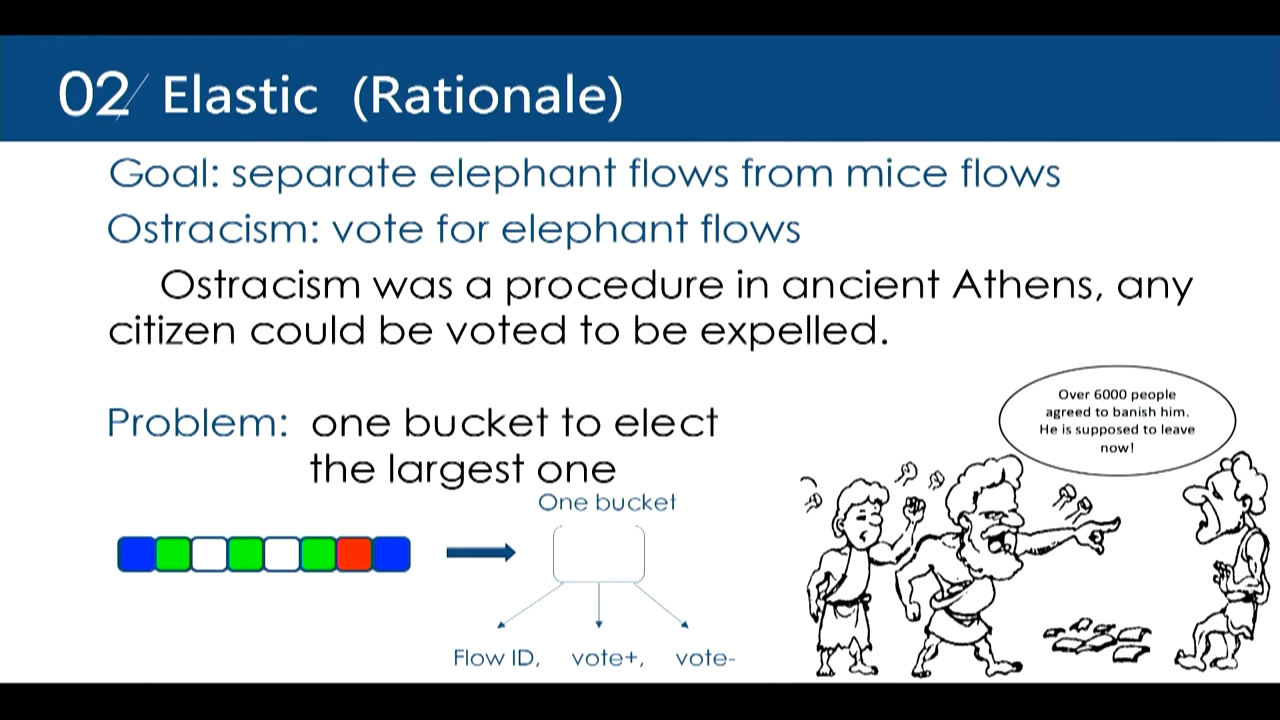 02/ Elastic (Rationale)
Goal: separate elephant flows from mice flows
Ostracism: vote for elephant flows
Ostracism was a procedure in ancient Athens, any
citizen could be voted to be expelled.
Problem: one bucket to elect
the largest one
One bucket
Flow ID, vote+, vote-
Over 6000 people
agreed to banish him.
He is supposed to leave
now!